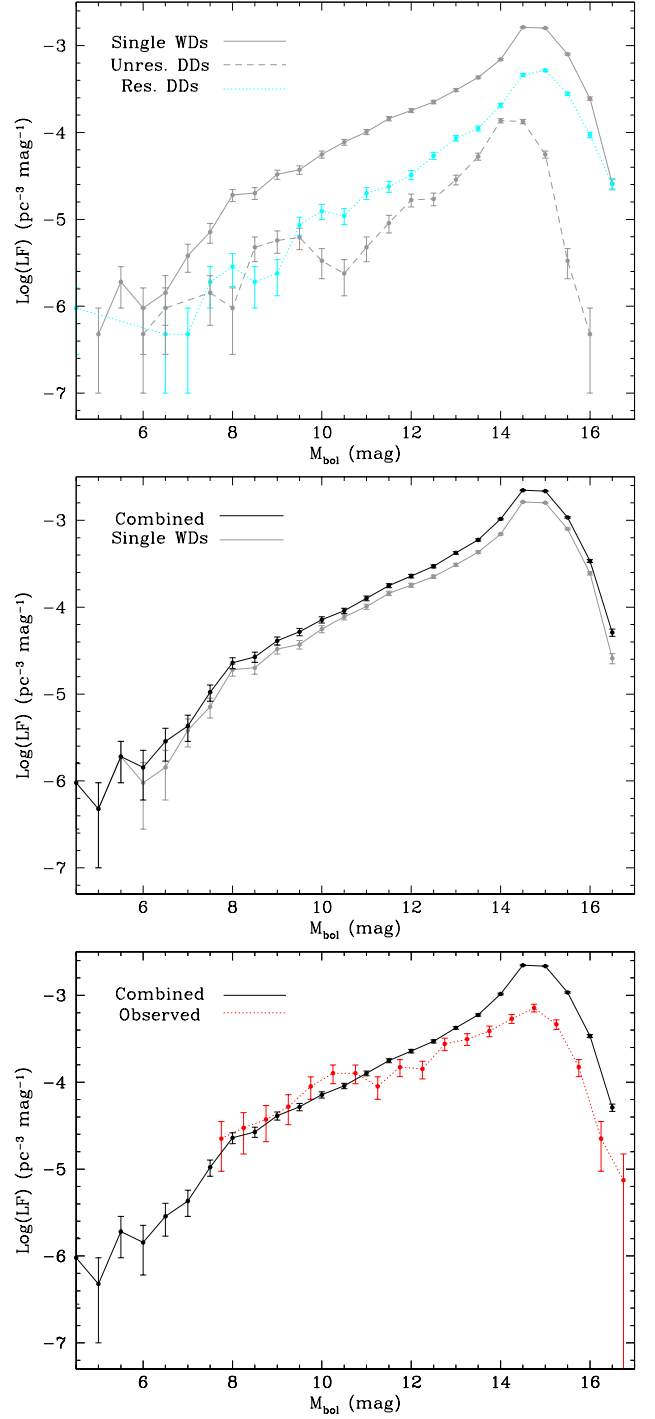 Single WDs
Unres. DDs
Res. DDs
Log(LF) (pc⁻³ mag⁻¹)
−3
−4
−5
−6
−7
6 8 10 12 14 16
M_bol (mag)
Combined
Single WDs
Log(LF) (pc⁻³ mag⁻¹)
−3
−4
−5
−6
−7
6 8 10 12 14 16
M_bol (mag)
Combined
Observed
Log(LF) (pc⁻³ mag⁻¹)
−3
−4
−5
−6
−7
6 8 10 12 14 16
M_bol (mag)